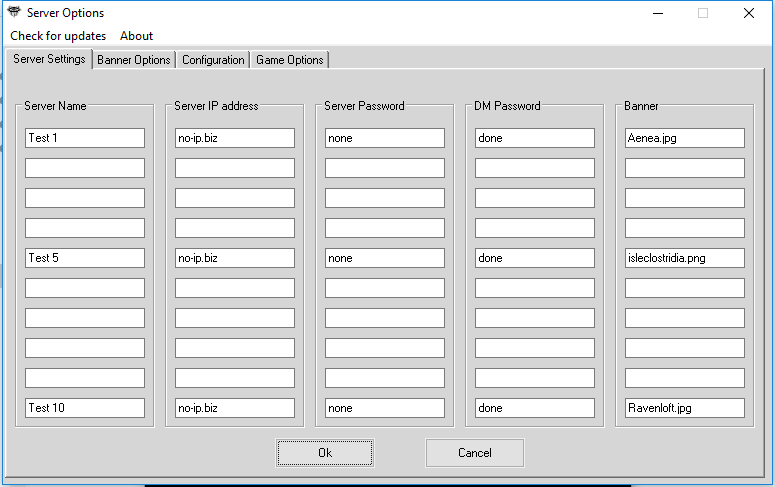 Server Options
Check for updates About
Server Settings Banner Options Configuration Game Options
Server Name Server IP address Server Password DM Password Banner
Test 1 no-ip.biz none done Aenea.jpg
Test 5 no-ip.biz none done isleclostridia.png
Test 10 no-ip.biz none done Ravenloft.jpg
Ok Cancel